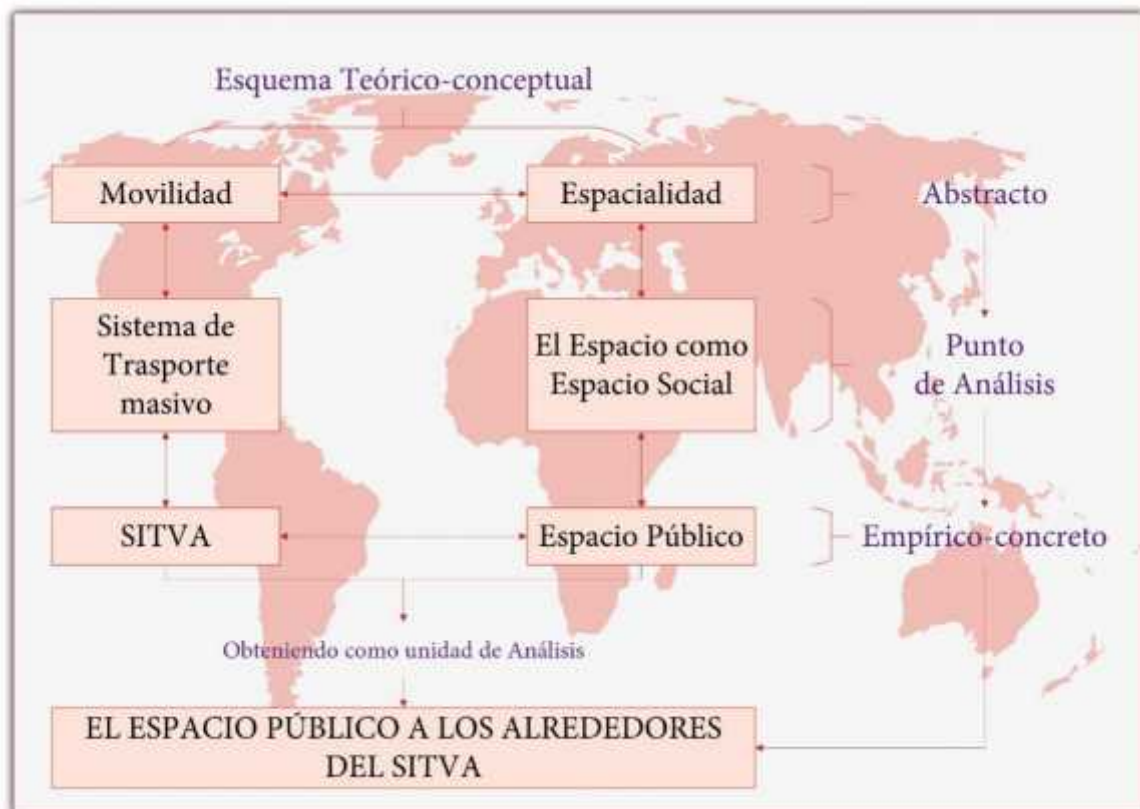 Esquema Teórico-conceptual
Movilidad
Espacialidad
Abstracto
Sistema de
Trasporte
masivo
El Espacio como
Espacio Social
Punto
de Análisis
SITVA
Espacio Público
Empírico-concreto
Obteniendo como unidad de Análisis
EL ESPACIO PÚBLICO A LOS ALREDEDORES
DEL SITVA